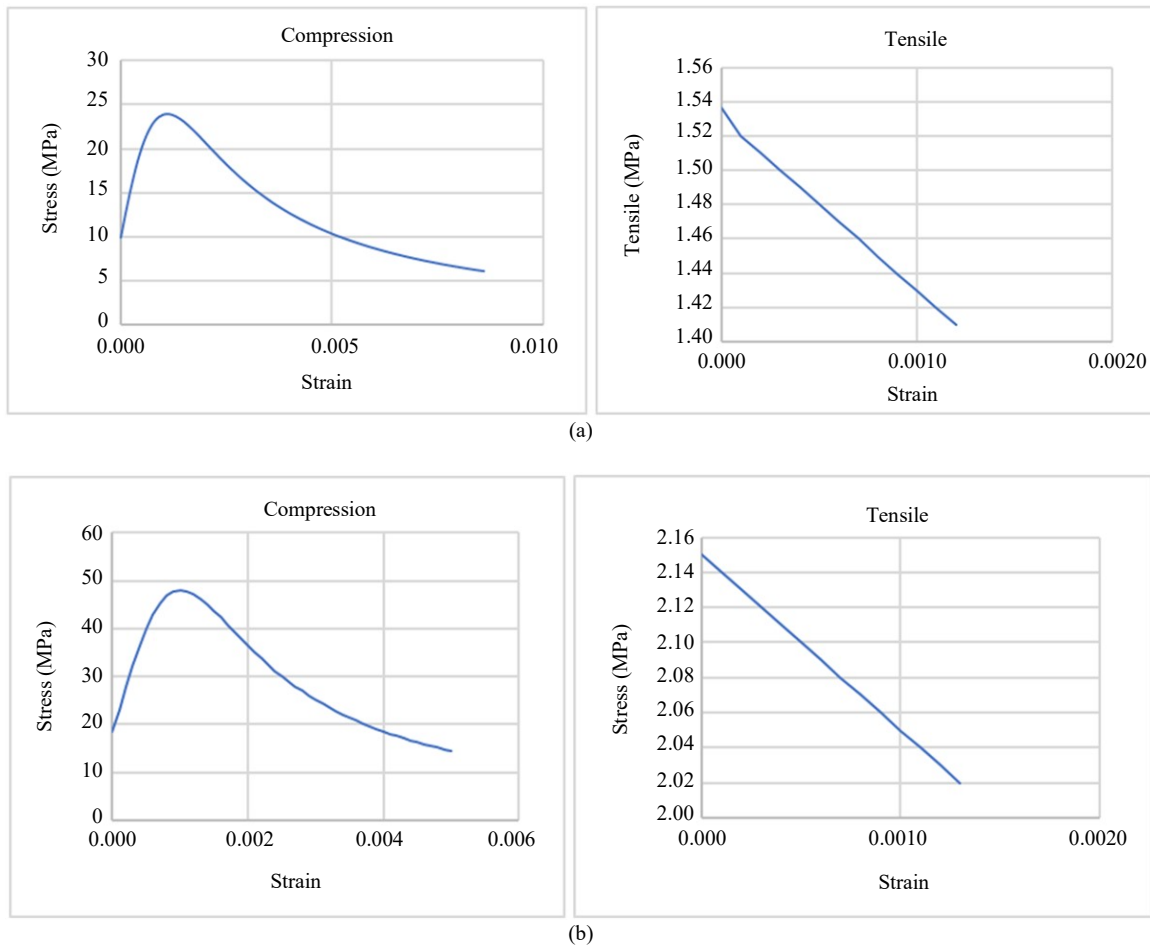 Compression
30
25
20
15
10
5
0
Stress (MPa)
0.000 0.005 0.010
Strain
Tensile
1.56
1.54
1.52
1.50
1.48
1.46
1.44
1.42
1.40
Tensile (MPa)
0.000 0.0010 0.0020
Strain
(a)
Compression
60
50
40
30
20
10
0
Stress (MPa)
0.000 0.002 0.004 0.006
Strain
Tensile
2.16
2.14
2.12
2.10
2.08
2.06
2.04
2.02
2.00
Stress (MPa)
0.000 0.0010 0.0020
Strain
(b)